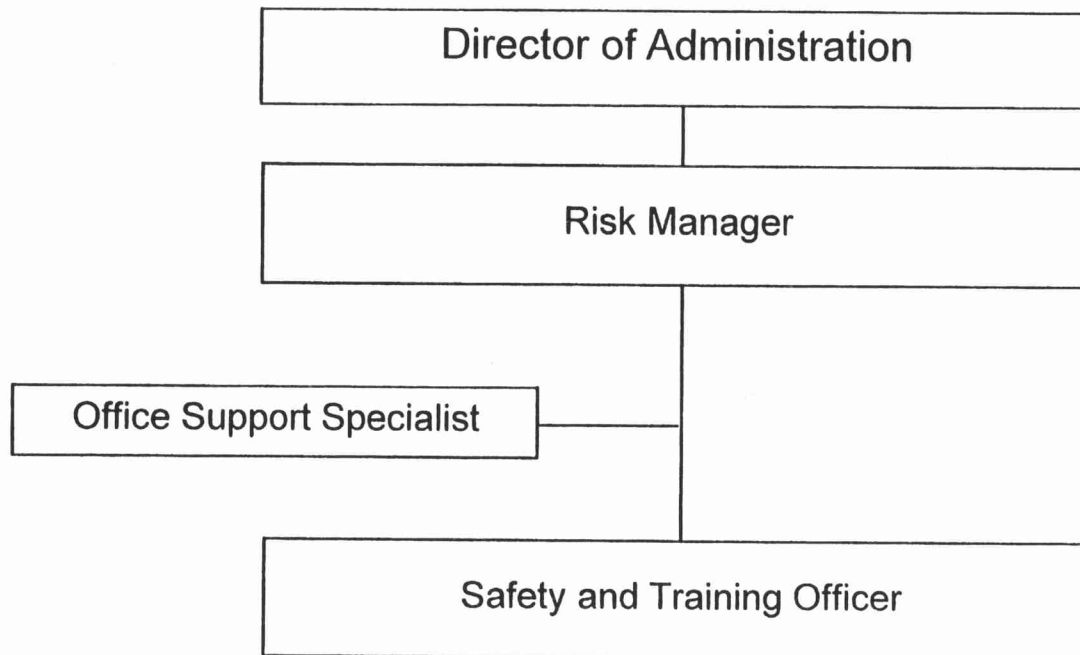 Director of Administration
Risk Manager
Office Support Specialist
Safety and Training Officer